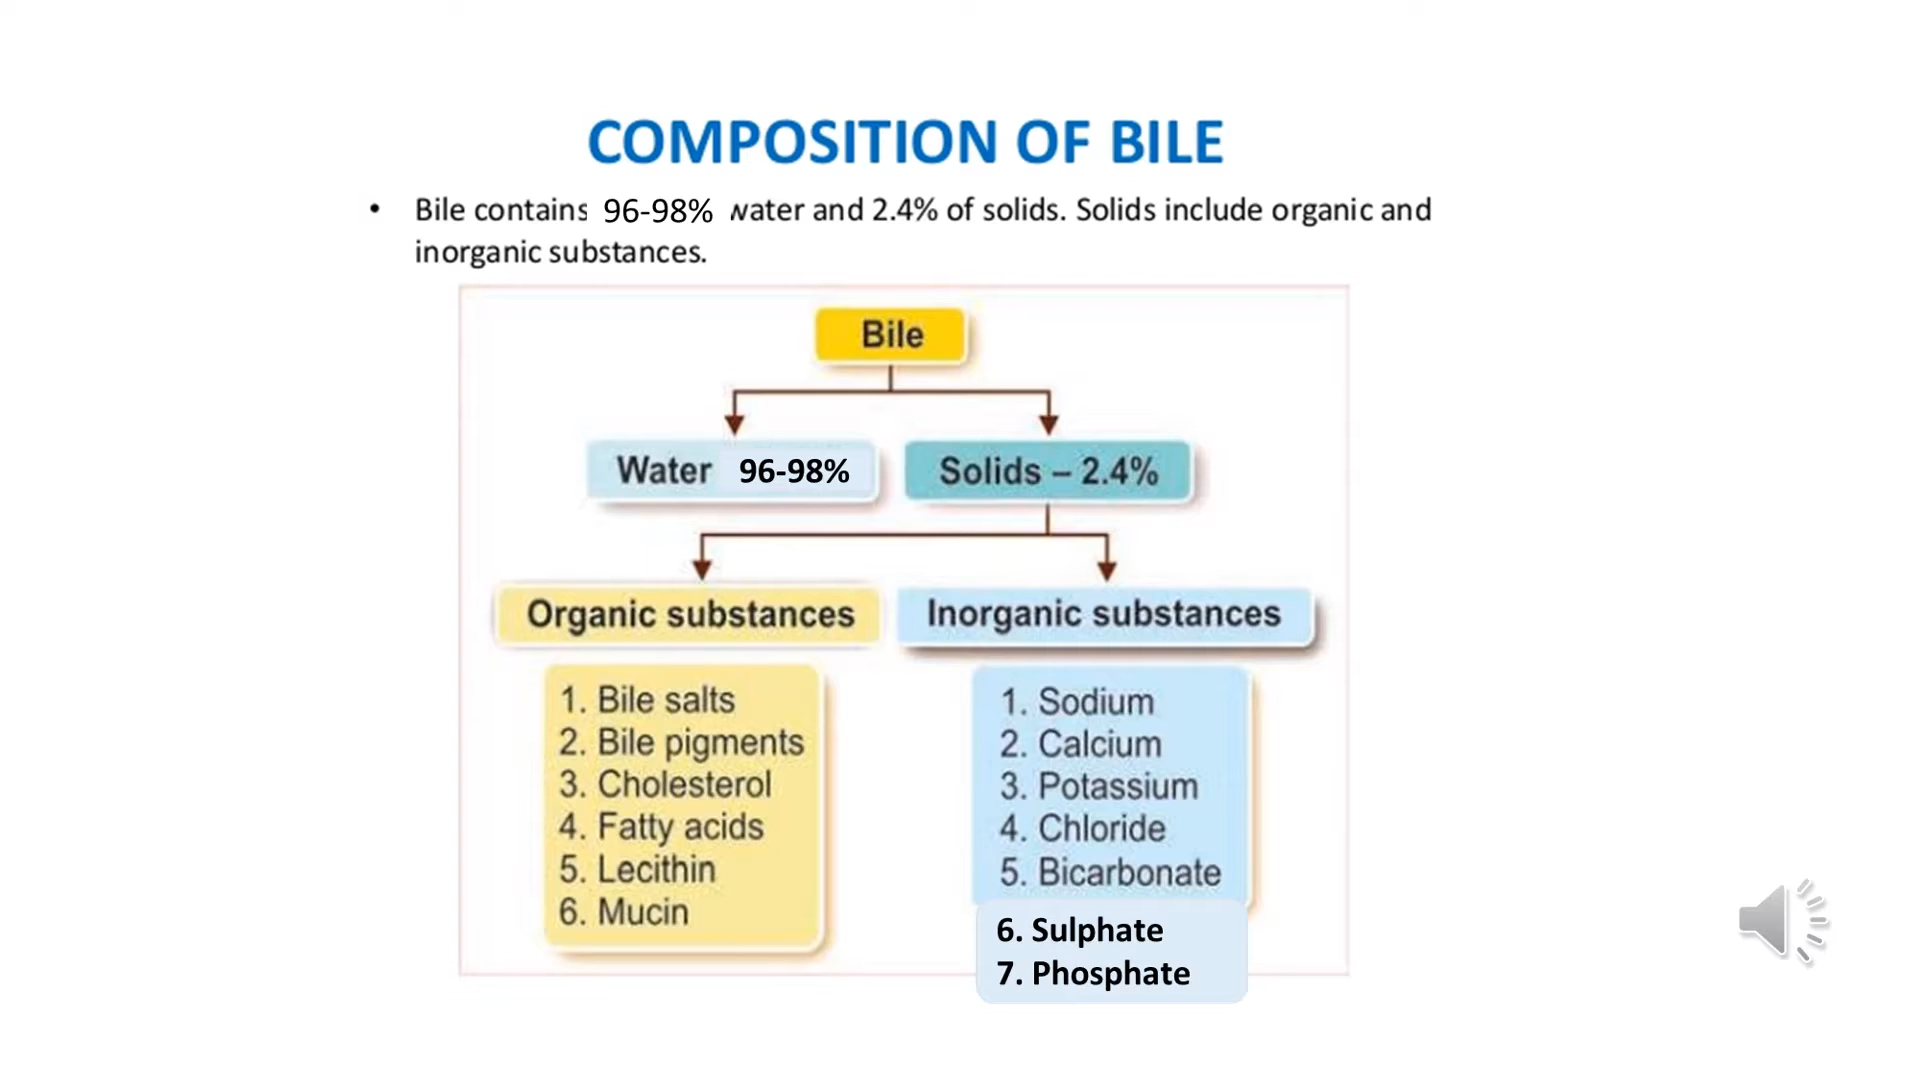 COMPOSITION OF BILE
• Bile contains 96-98% water and 2.4% of solids. Solids include organic and
inorganic substances.
Bile
Water 96-98%
Solids – 2.4%
Organic substances
Inorganic substances
1. Bile salts
2. Bile pigments
3. Cholesterol
4. Fatty acids
5. Lecithin
6. Mucin
1. Sodium
2. Calcium
3. Potassium
4. Chloride
5. Bicarbonate
6. Sulphate
7. Phosphate